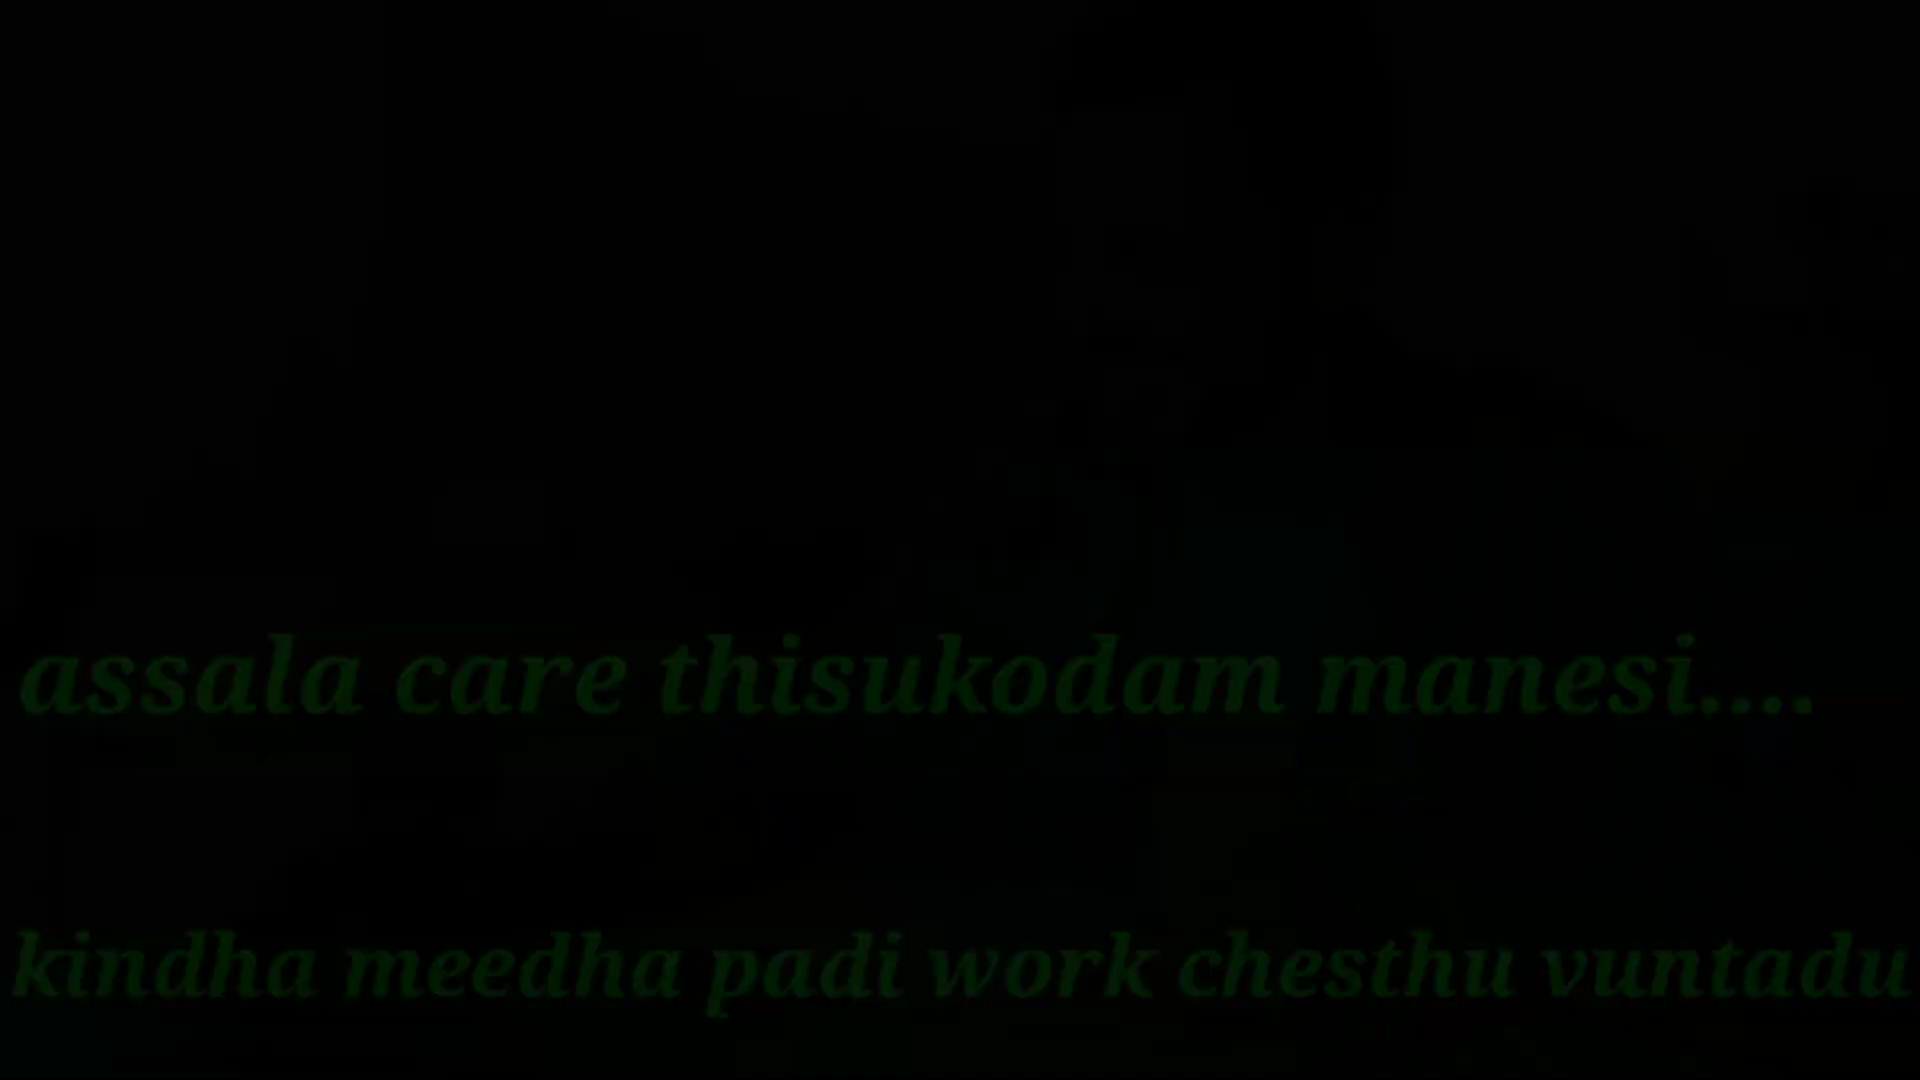 assala care thisukodam manesi....
kindha meedha padi work chesthu vuntadu